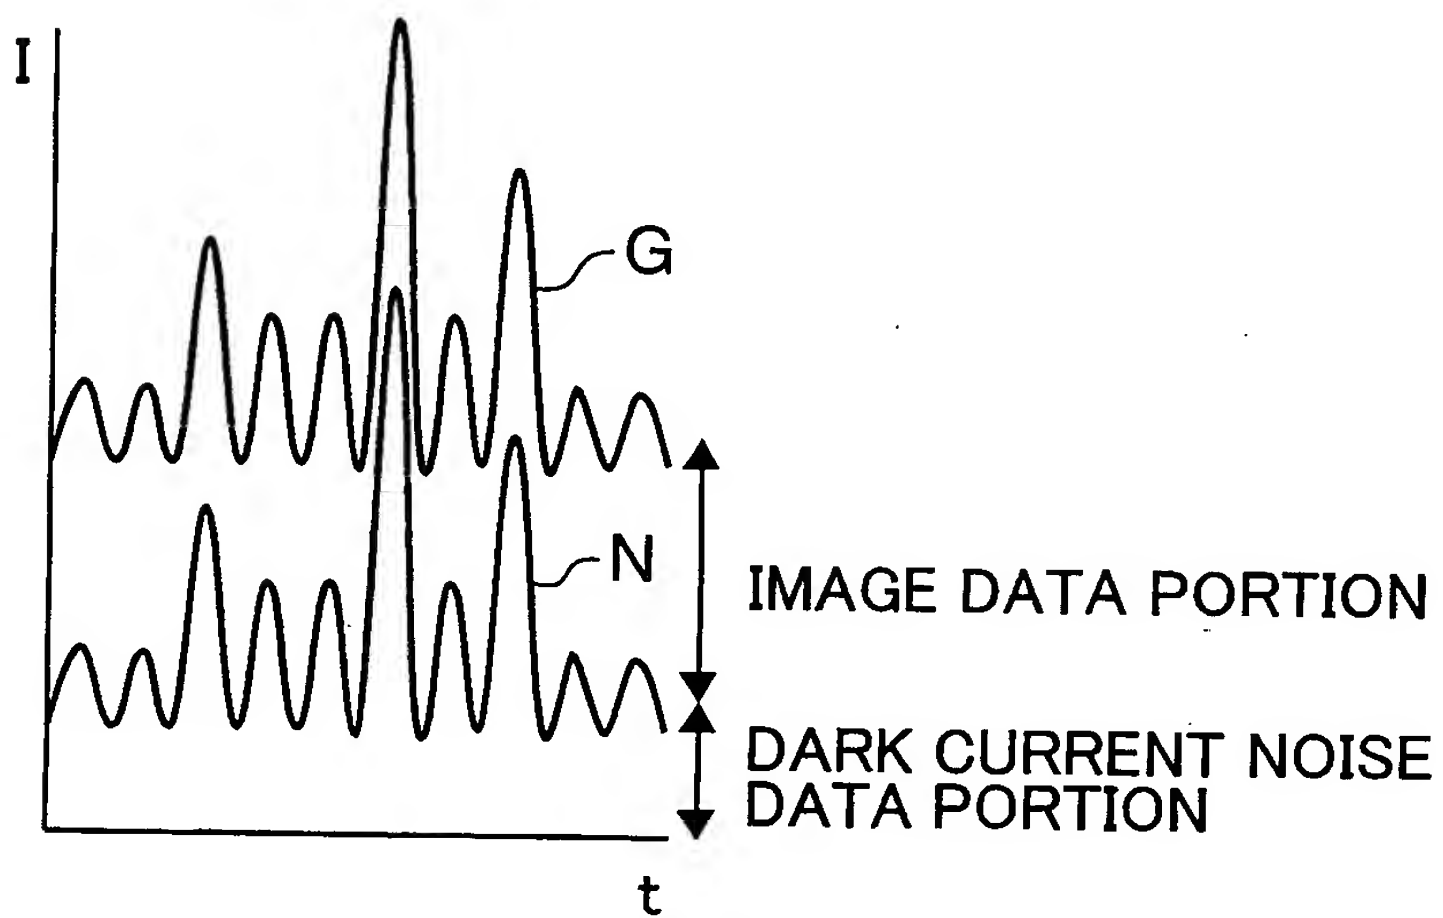 I
G
N
IMAGE DATA PORTION
DARK CURRENT NOISE
DATA PORTION
t